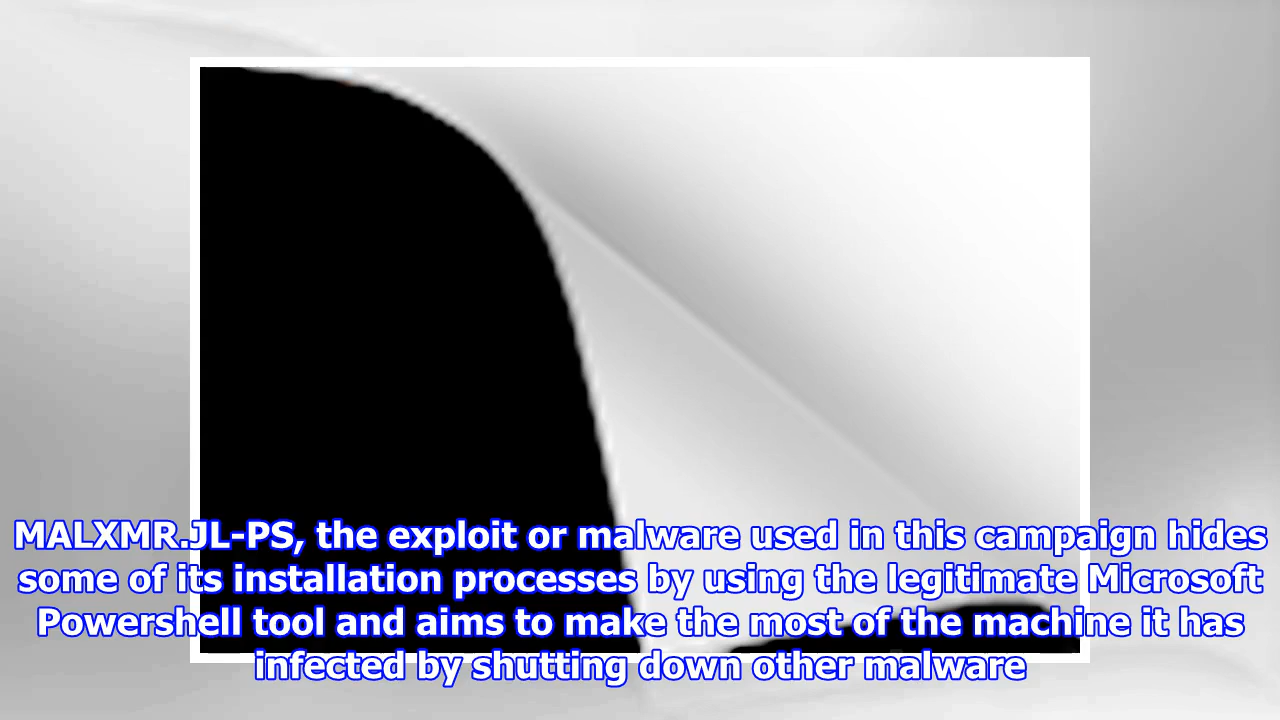 MALXMR.JL-PS, the exploit or malware used in this campaign hides
some of its installation processes by using the legitimate Microsoft
Powershell tool and aims to make the most of the machine it has
infected by shutting down other malware